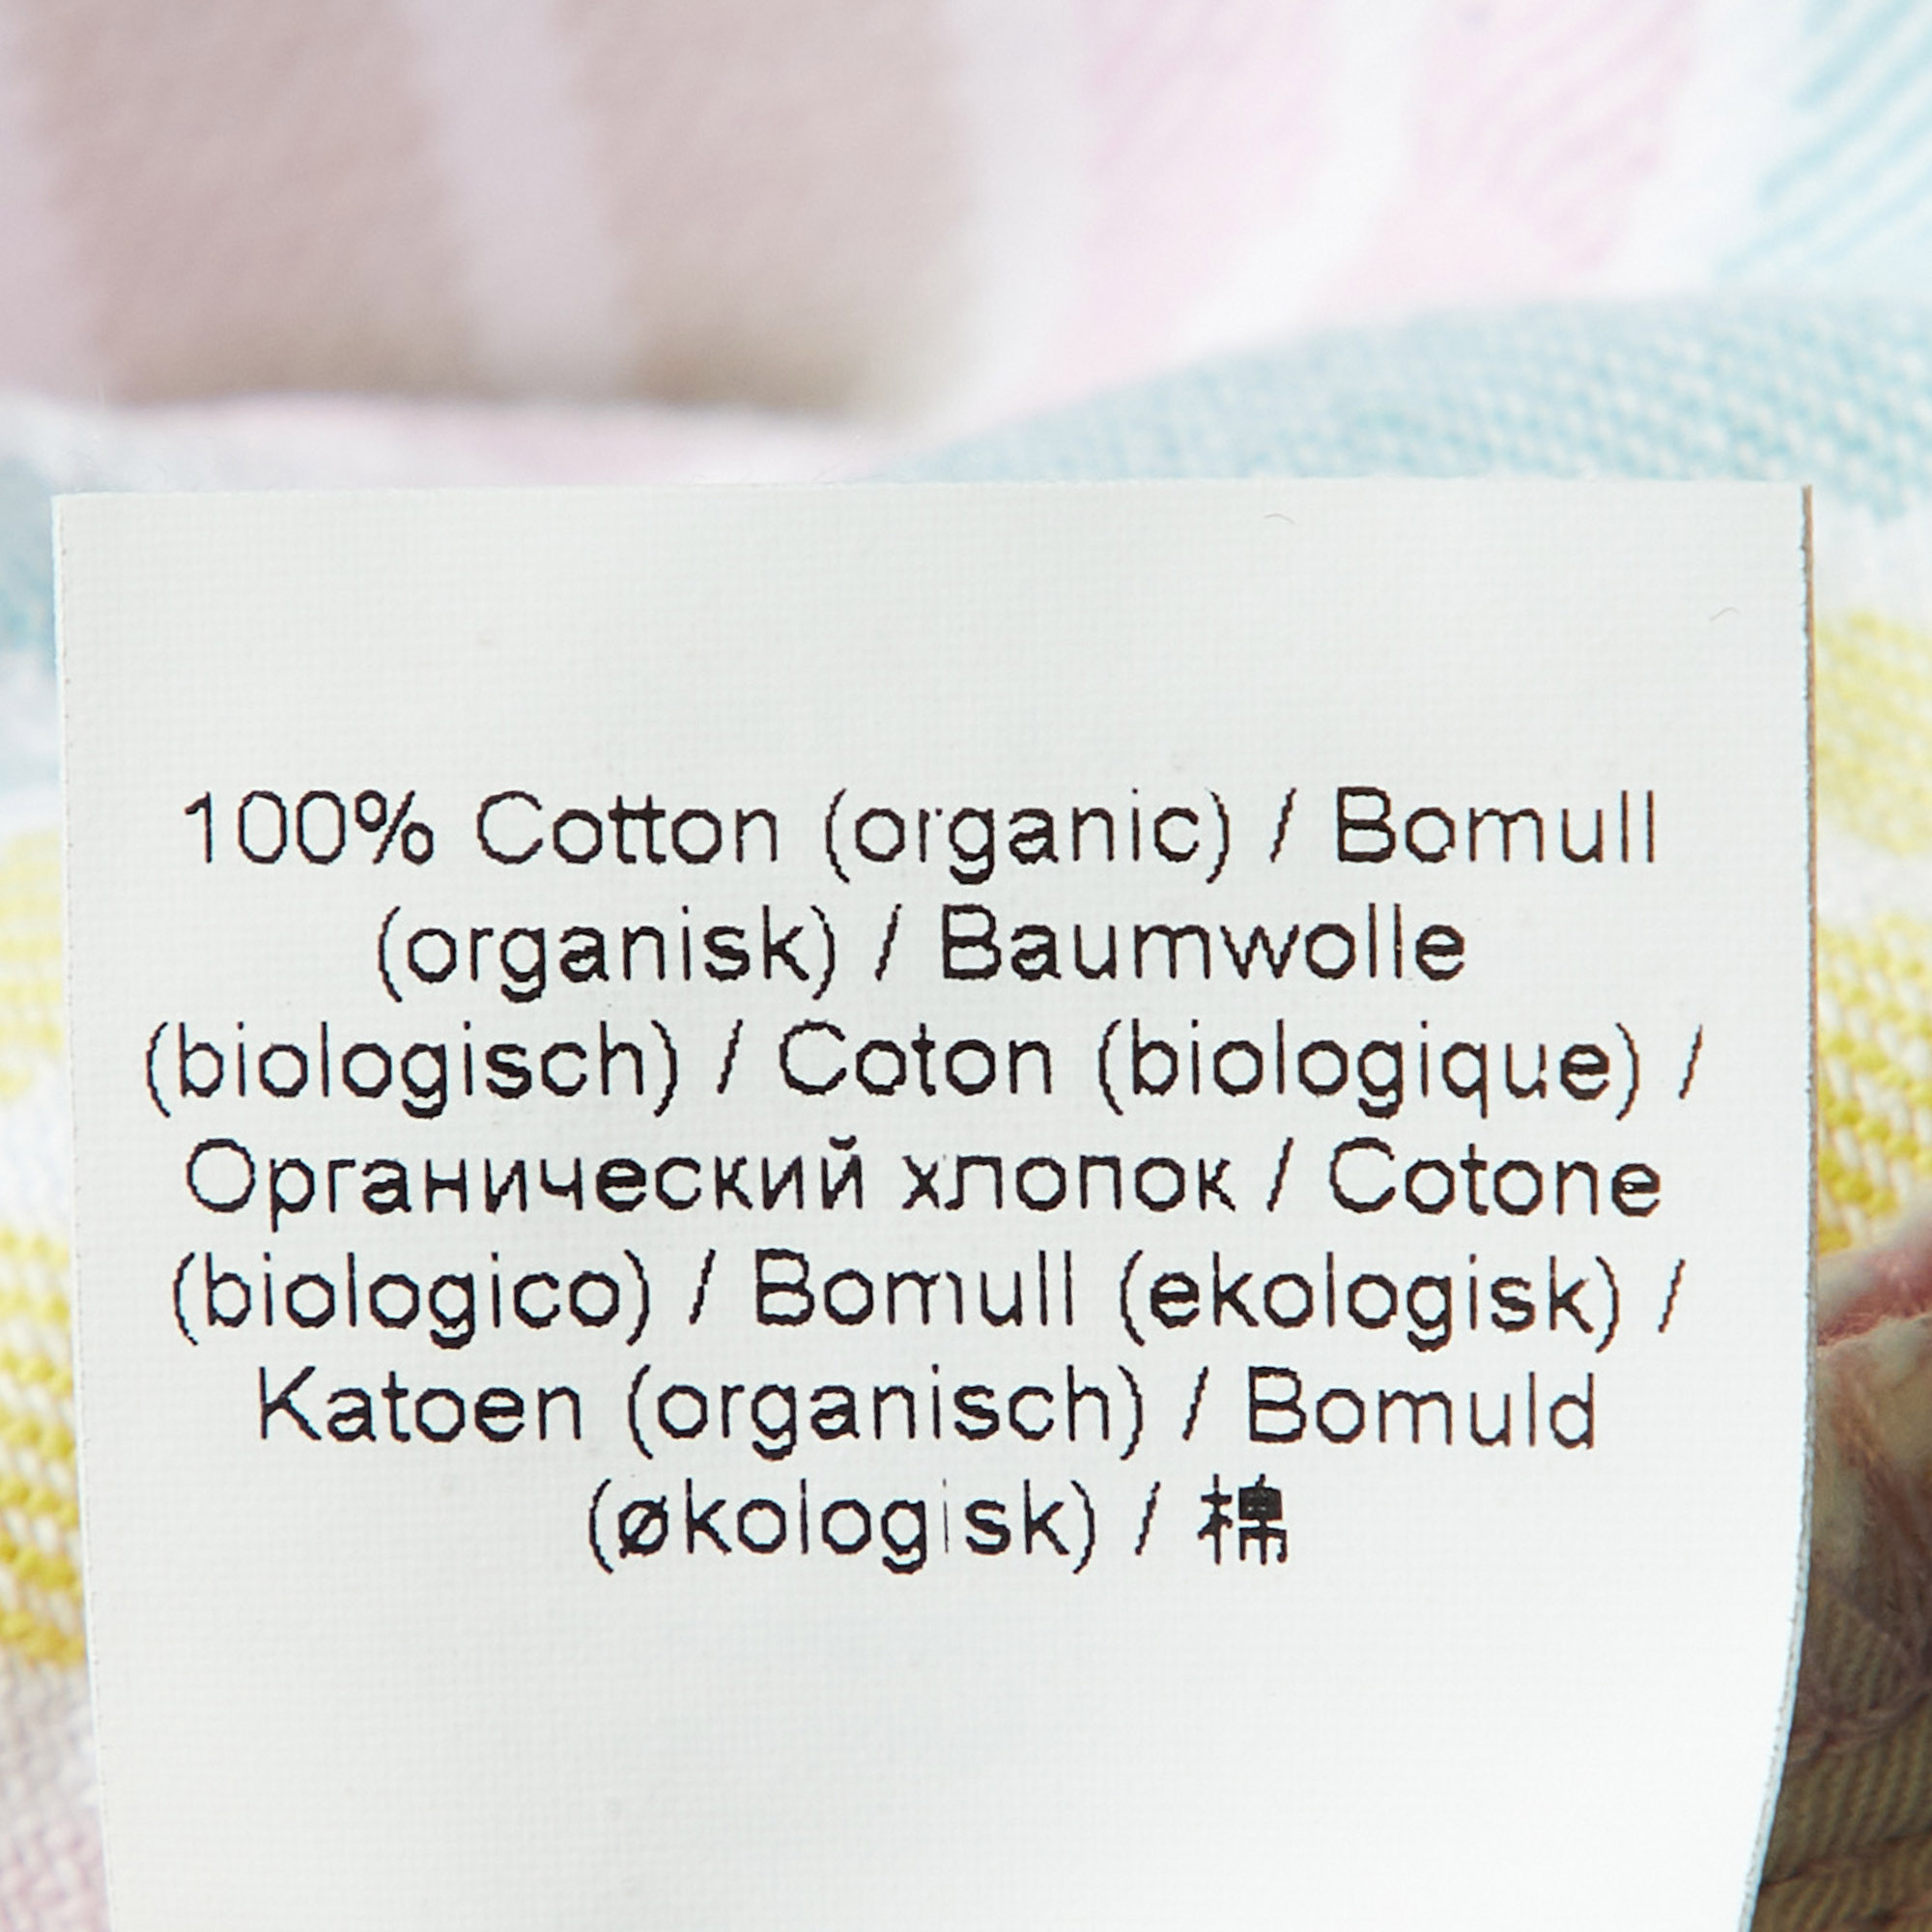 100% Cotton (organic) / Bomull
(organisk) / Baumwolle
(biologisch) / Coton (biologique) /
Органический хлопок / Cotone
(biologico) / Bomull (ekologisk) /
Katoen (organisch) / Bomuld
(økologisk) / 棉